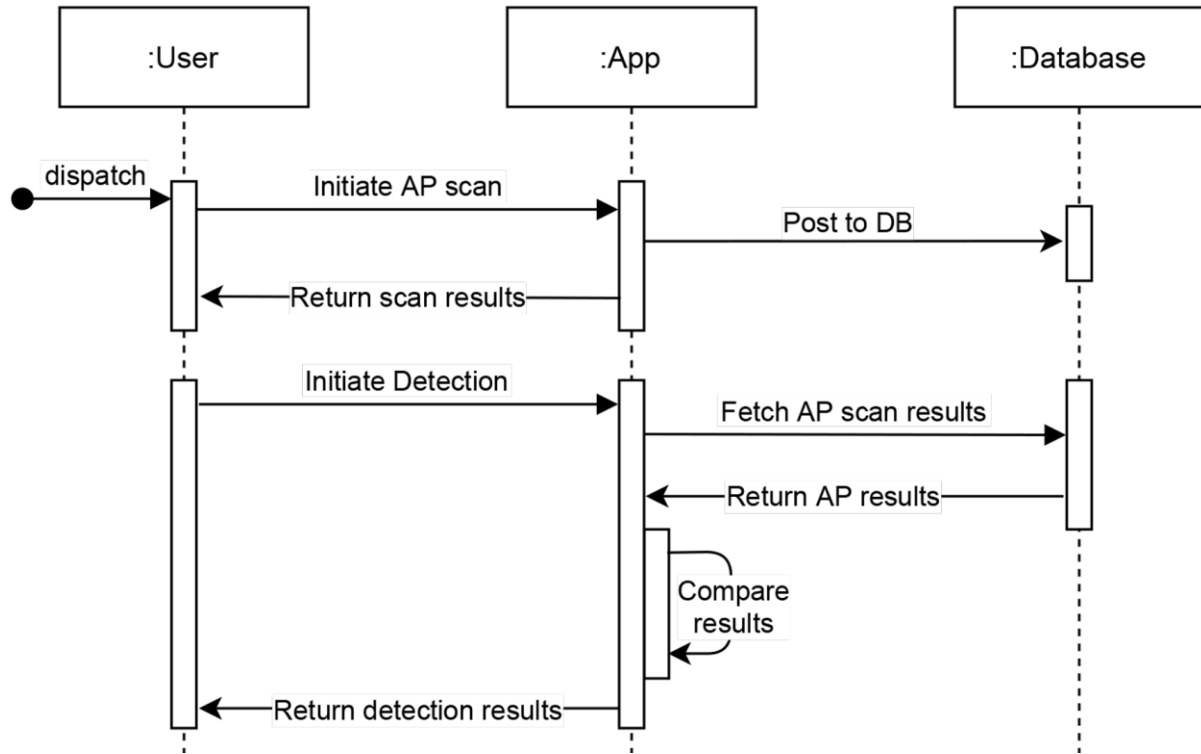 :User
:App
:Database
dispatch
Initiate AP scan
Post to DB
Return scan results
Initiate Detection
Fetch AP scan results
Return AP results
Compare
results
Return detection results